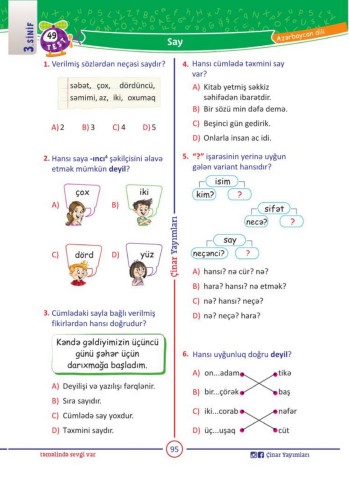 3 SINIF
49
TEST
Say
Azərbaycan dili
1. Verilmiş sözlərdən neçəsi saydır?
səbət, çox, dördüncü,
səmimi, az, iki, oxumaq
A) 2 B) 3 C) 4 D) 5
2. Hansı saya -ıncı⁴ şəkilçisini əlavə
etmək mümkün deyil?
A) çox B) iki
C) dörd D) yüz
3. Cümlədəki sayla bağlı verilmiş
fikirlərdən hansı doğrudur?
Kəndə gəldiyimizin üçüncü
günü şəhər üçün
darıxmağa başladım.
A) Deyilişi və yazılışı fərqlənir.
B) Sıra sayıdır.
C) Cümlədə say yoxdur.
D) Təxmini saydır.
Çinar Yayımları
4. Hansı cümlədə təxmini say
var?
A) Kitab yetmiş səkkiz
səhifədən ibarətdir.
B) Bir sözü min dəfə demə.
C) Beşinci gün gedirik.
D) Onlarla insan ac idi.
5. "?" işarəsinin yerinə uyğun
gələn variant hansıdır?
isim
kim? ?
sifət
necə? ?
say
neçənci? ?
A) hansı? nə cür? nə?
B) hara? hansı? nə etmək?
C) nə? hansı? neçə?
D) nə? neçə? hara?
6. Hansı uyğunluq doğru deyil?
A) on...adam tikə
B) bir...çörək baş
C) iki...corab nəfər
D) üç...uşaq cüt
təməlində sevgi var
95
Çinar Yayımları